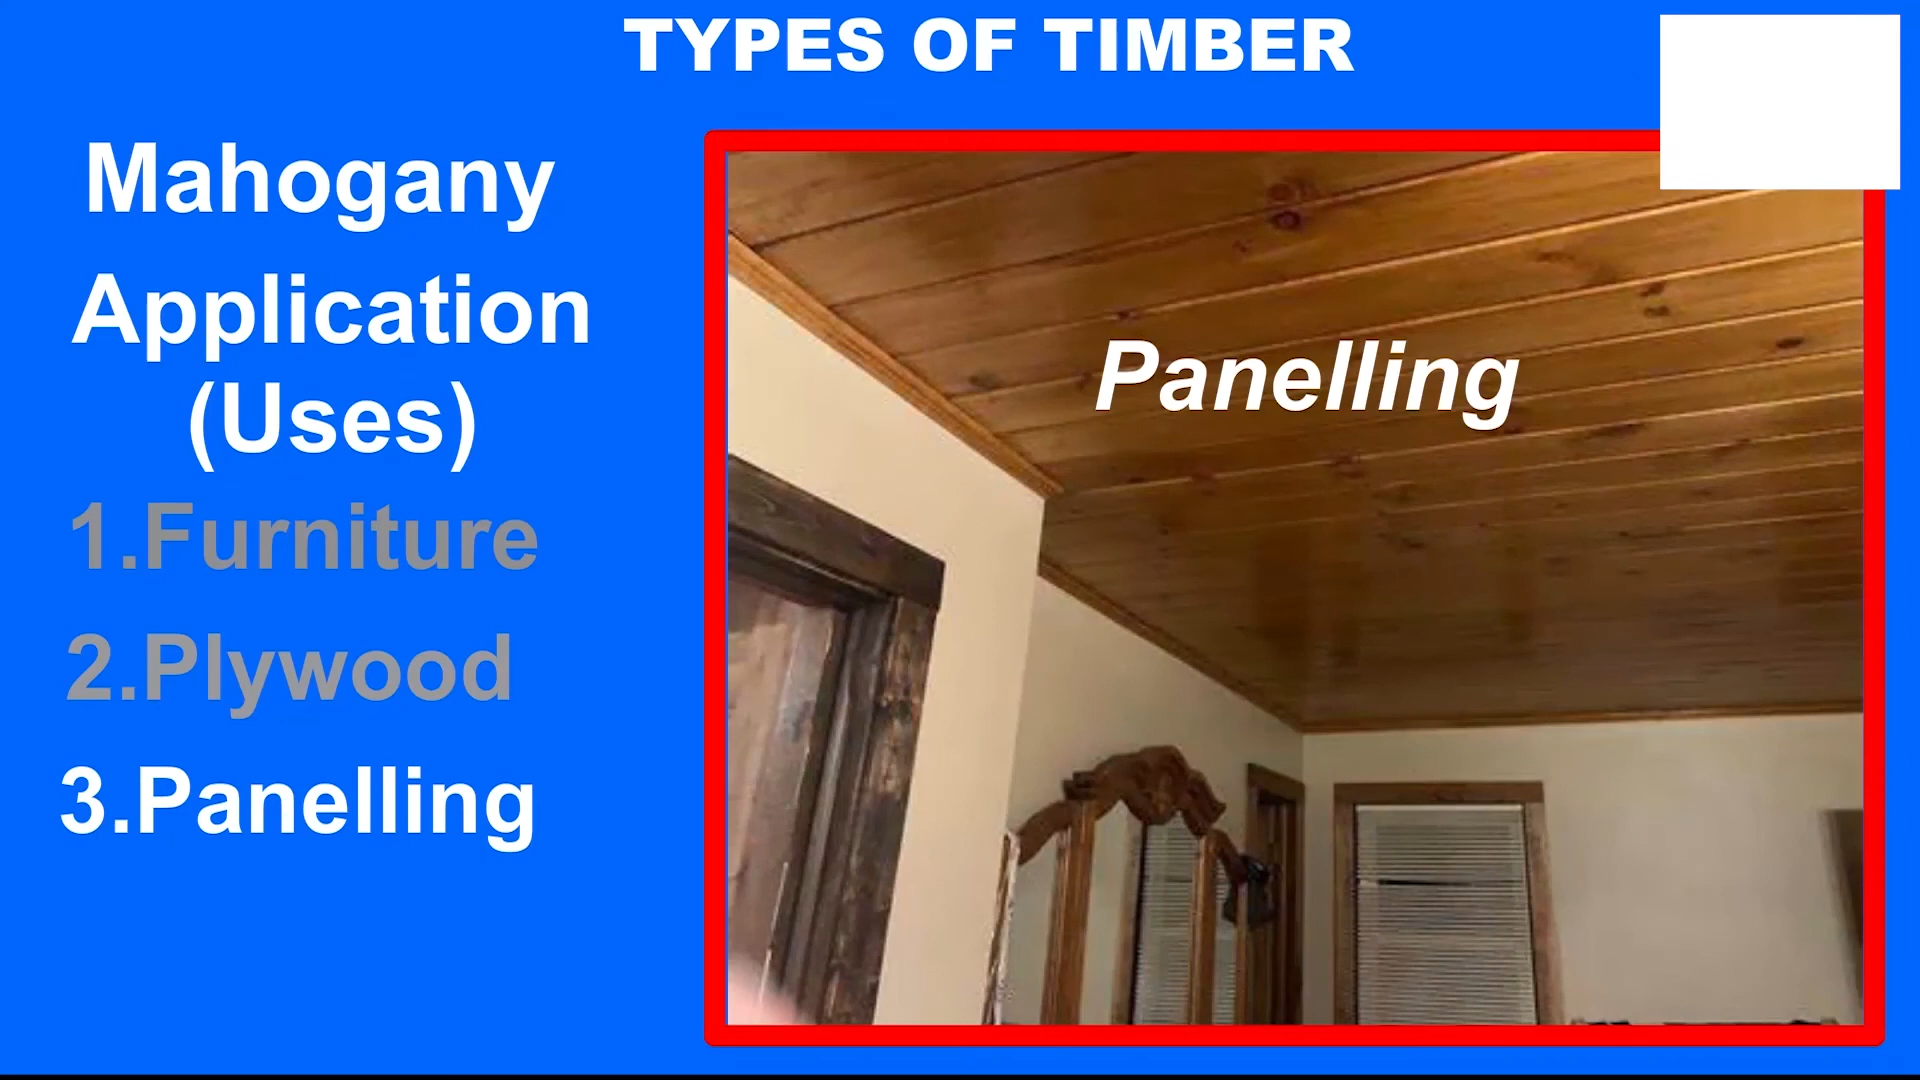 TYPES OF TIMBER
Mahogany
Application
(Uses)
1.Furniture
2.Plywood
3.Panelling
Panelling